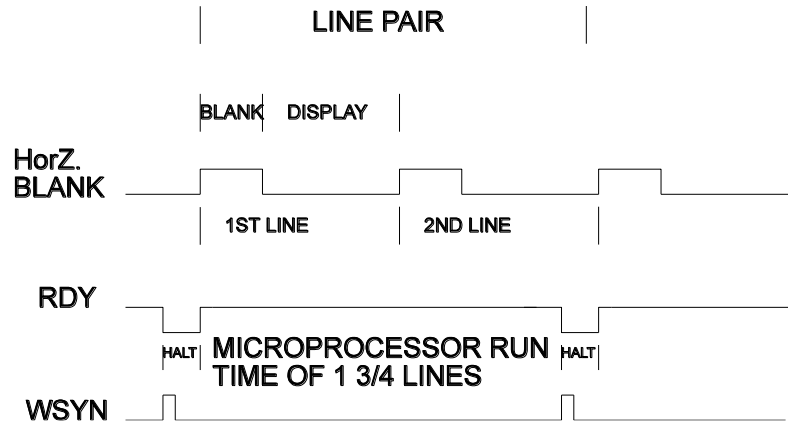 LINE PAIR
BLANK DISPLAY
HorZ.
BLANK
1ST LINE 2ND LINE
RDY
HALT MICROPROCESSOR RUN HALT
TIME OF 1 3/4 LINES
WSYN